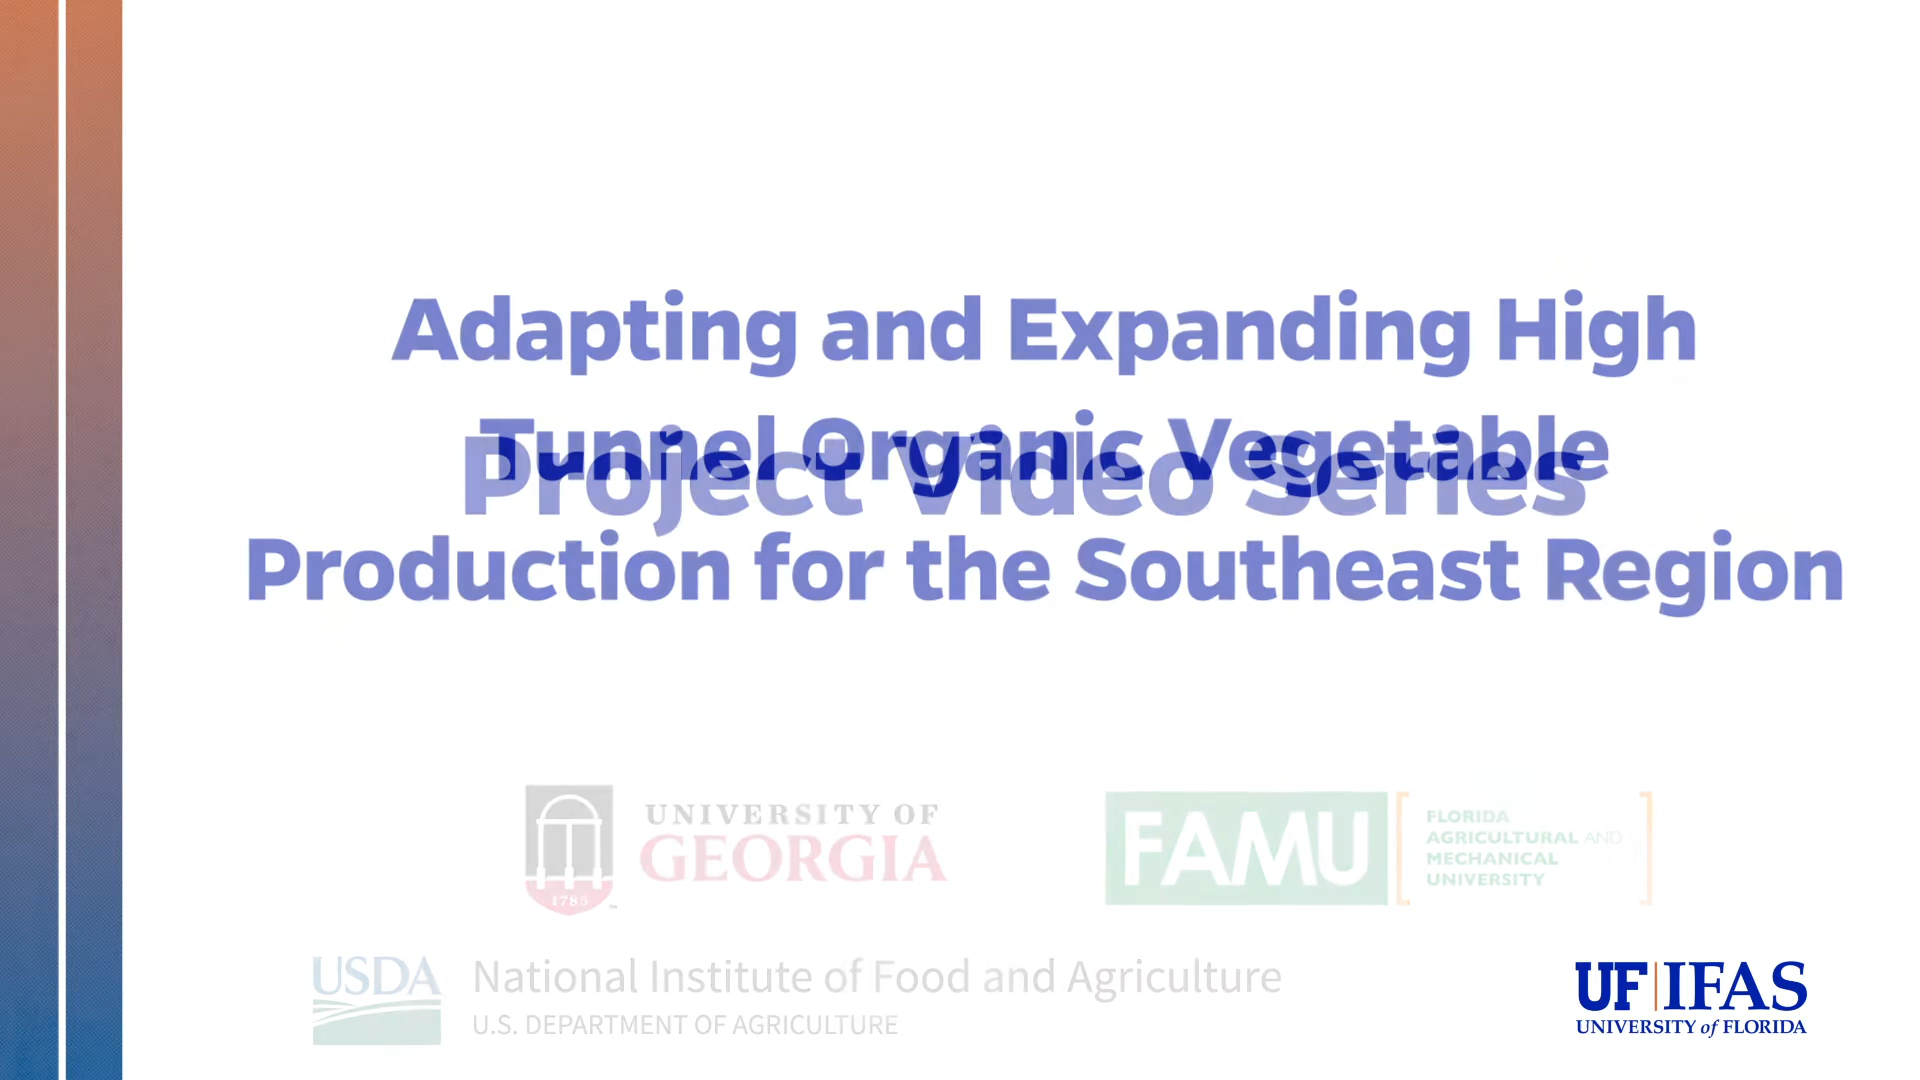 Adapting and Expanding High
Tunnel Organic Vegetable
Project Video Series
Production for the Southeast Region
UNIVERSITY OF
GEORGIA
1785
FAMU
FLORIDA
AGRICULTURAL AND
MECHANICAL
UNIVERSITY
USDA
National Institute of Food and Agriculture
U.S. DEPARTMENT OF AGRICULTURE
UF|IFAS
UNIVERSITY of FLORIDA